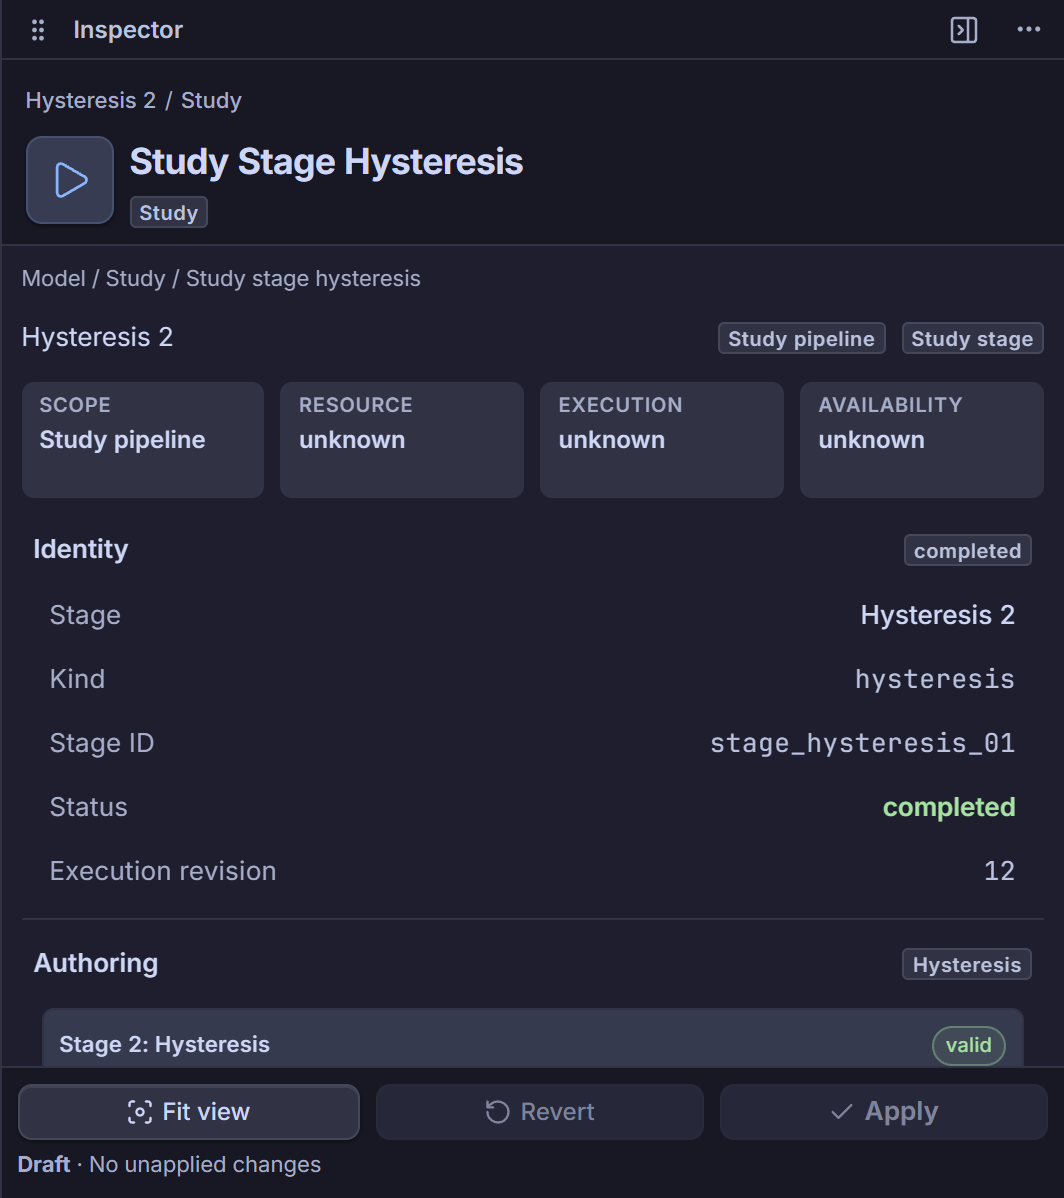 Inspector
Hysteresis 2 / Study
Study Stage Hysteresis
Study
Model / Study / Study stage hysteresis
Hysteresis 2
Study pipeline
Study stage
SCOPE
Study pipeline
RESOURCE
unknown
EXECUTION
unknown
AVAILABILITY
unknown
Identity
completed
Stage
Hysteresis 2
Kind
hysteresis
Stage ID
stage_hysteresis_01
Status
completed
Execution revision
12
Authoring
Hysteresis
Stage 2: Hysteresis
valid
Fit view
Revert
Apply
Draft · No unapplied changes